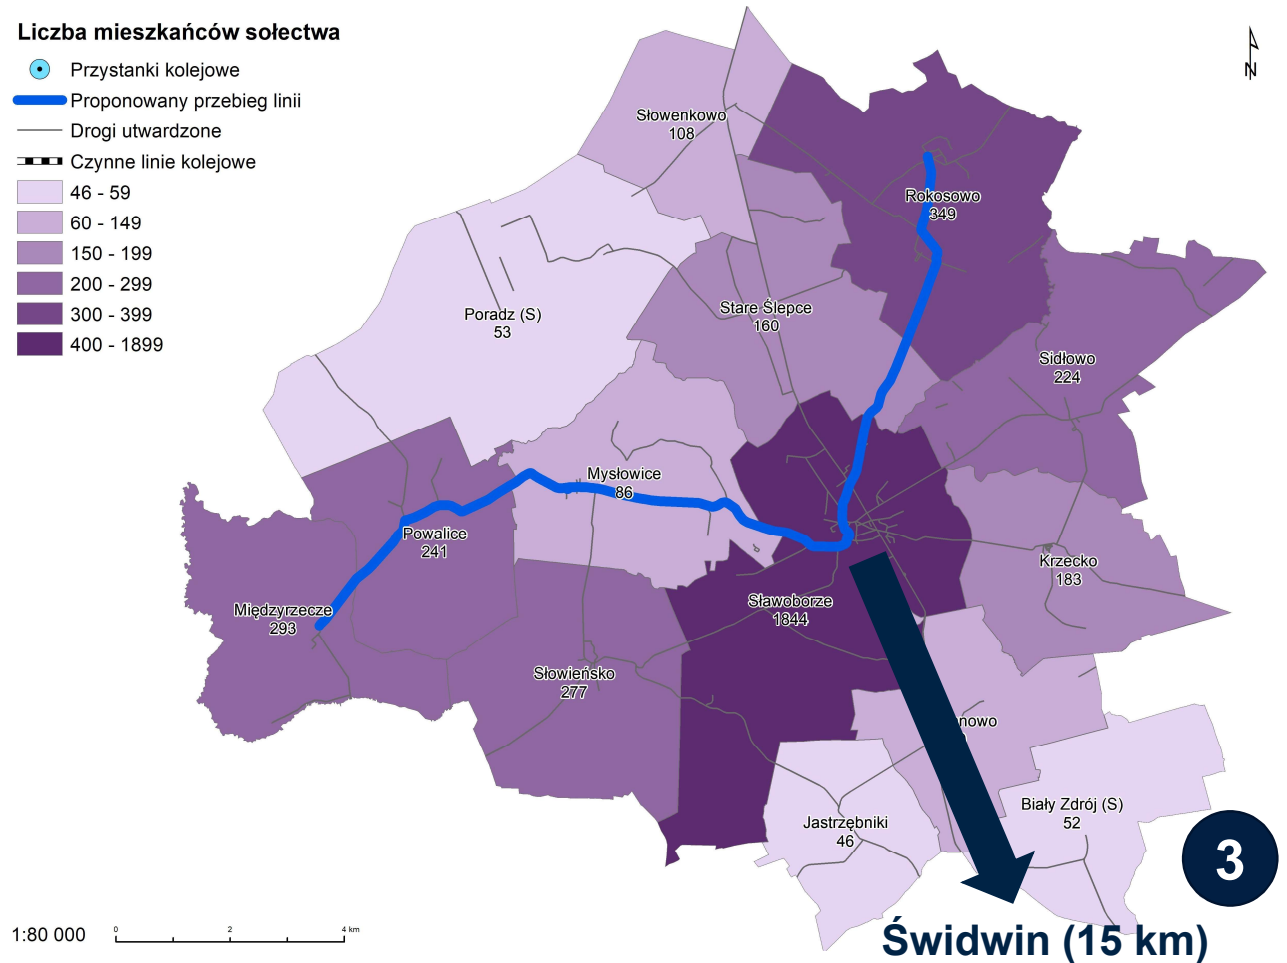 Liczba mieszkańców sołectwa
Przystanki kolejowe
Proponowany przebieg linii
Drogi utwardzone
Czynne linie kolejowe
46 - 59
60 - 149
150 - 199
200 - 299
300 - 399
400 - 1899
N
Słowenkowo
108
Rokosowo
349
Stare Ślepce
160
Poradz (S)
53
Sidłowo
224
Mysłowice
86
Powalice
241
Krzecko
183
Międzyrzecze
293
Sławoborze
1844
Słowieńsko
277
nowo
Biały Zdrój (S)
52
Jastrzębniki
46
3
1:80 000
0 2 4 km
Świdwin (15 km)